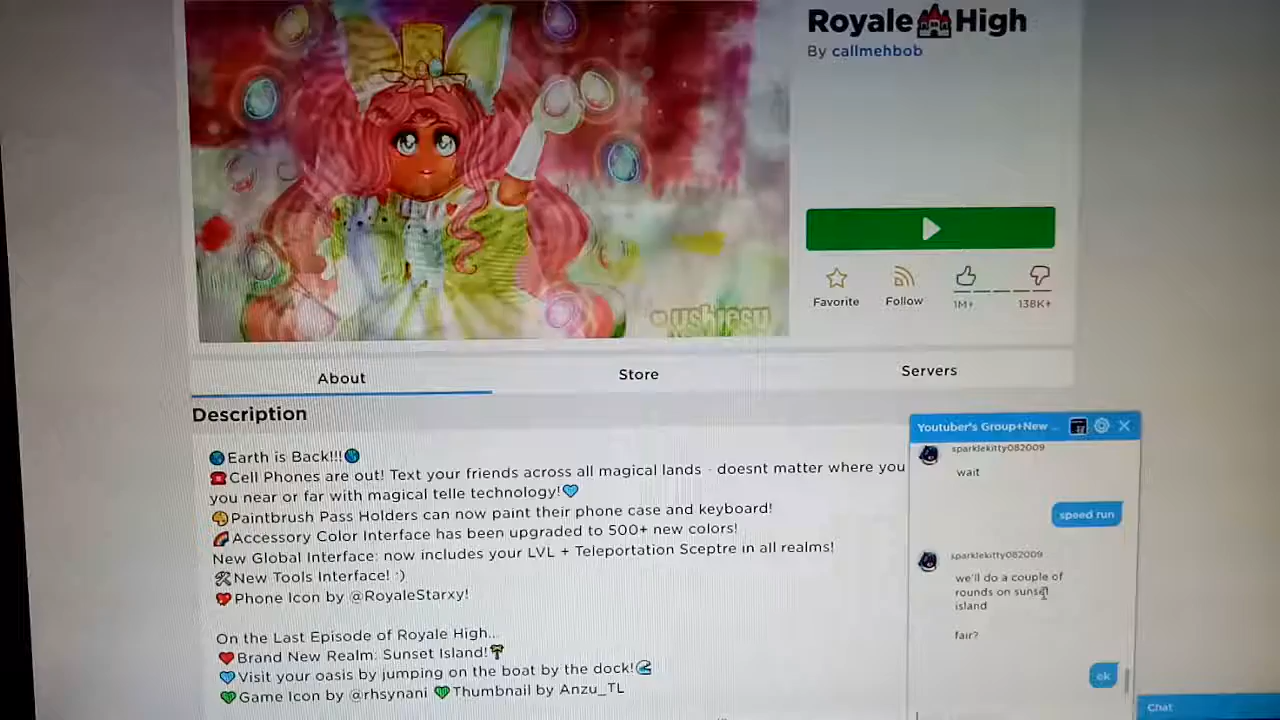 Royale🏰High
By callmehbob
Favorite
Follow
1M+
138K+
About
Store
Servers
Description
🌎Earth is Back!!!🌎
☎️Cell Phones are out! Text your friends across all magical lands - doesnt matter where you
you near or far with magical telle technology!💙
🎨Paintbrush Pass Holders can now paint their phone case and keyboard!
🌈Accessory Color Interface has been upgraded to 500+ new colors!
New Global Interface: now includes your LVL + Teleportation Sceptre in all realms!
🛠New Tools Interface! :)
❤️Phone Icon by @RoyaleStarxy!
On the Last Episode of Royale High...
❤️Brand New Realm: Sunset Island!🌴
💙Visit your oasis by jumping on the boat by the dock!🌊
💚Game Icon by @rhsynani 💚Thumbnail by Anzu_TL
Youtuber's Group+New ...
sparklekitty082009
wait
speed run
sparklekitty082009
we'll do a couple of
rounds on sunset
island
fair?
ok
Chat